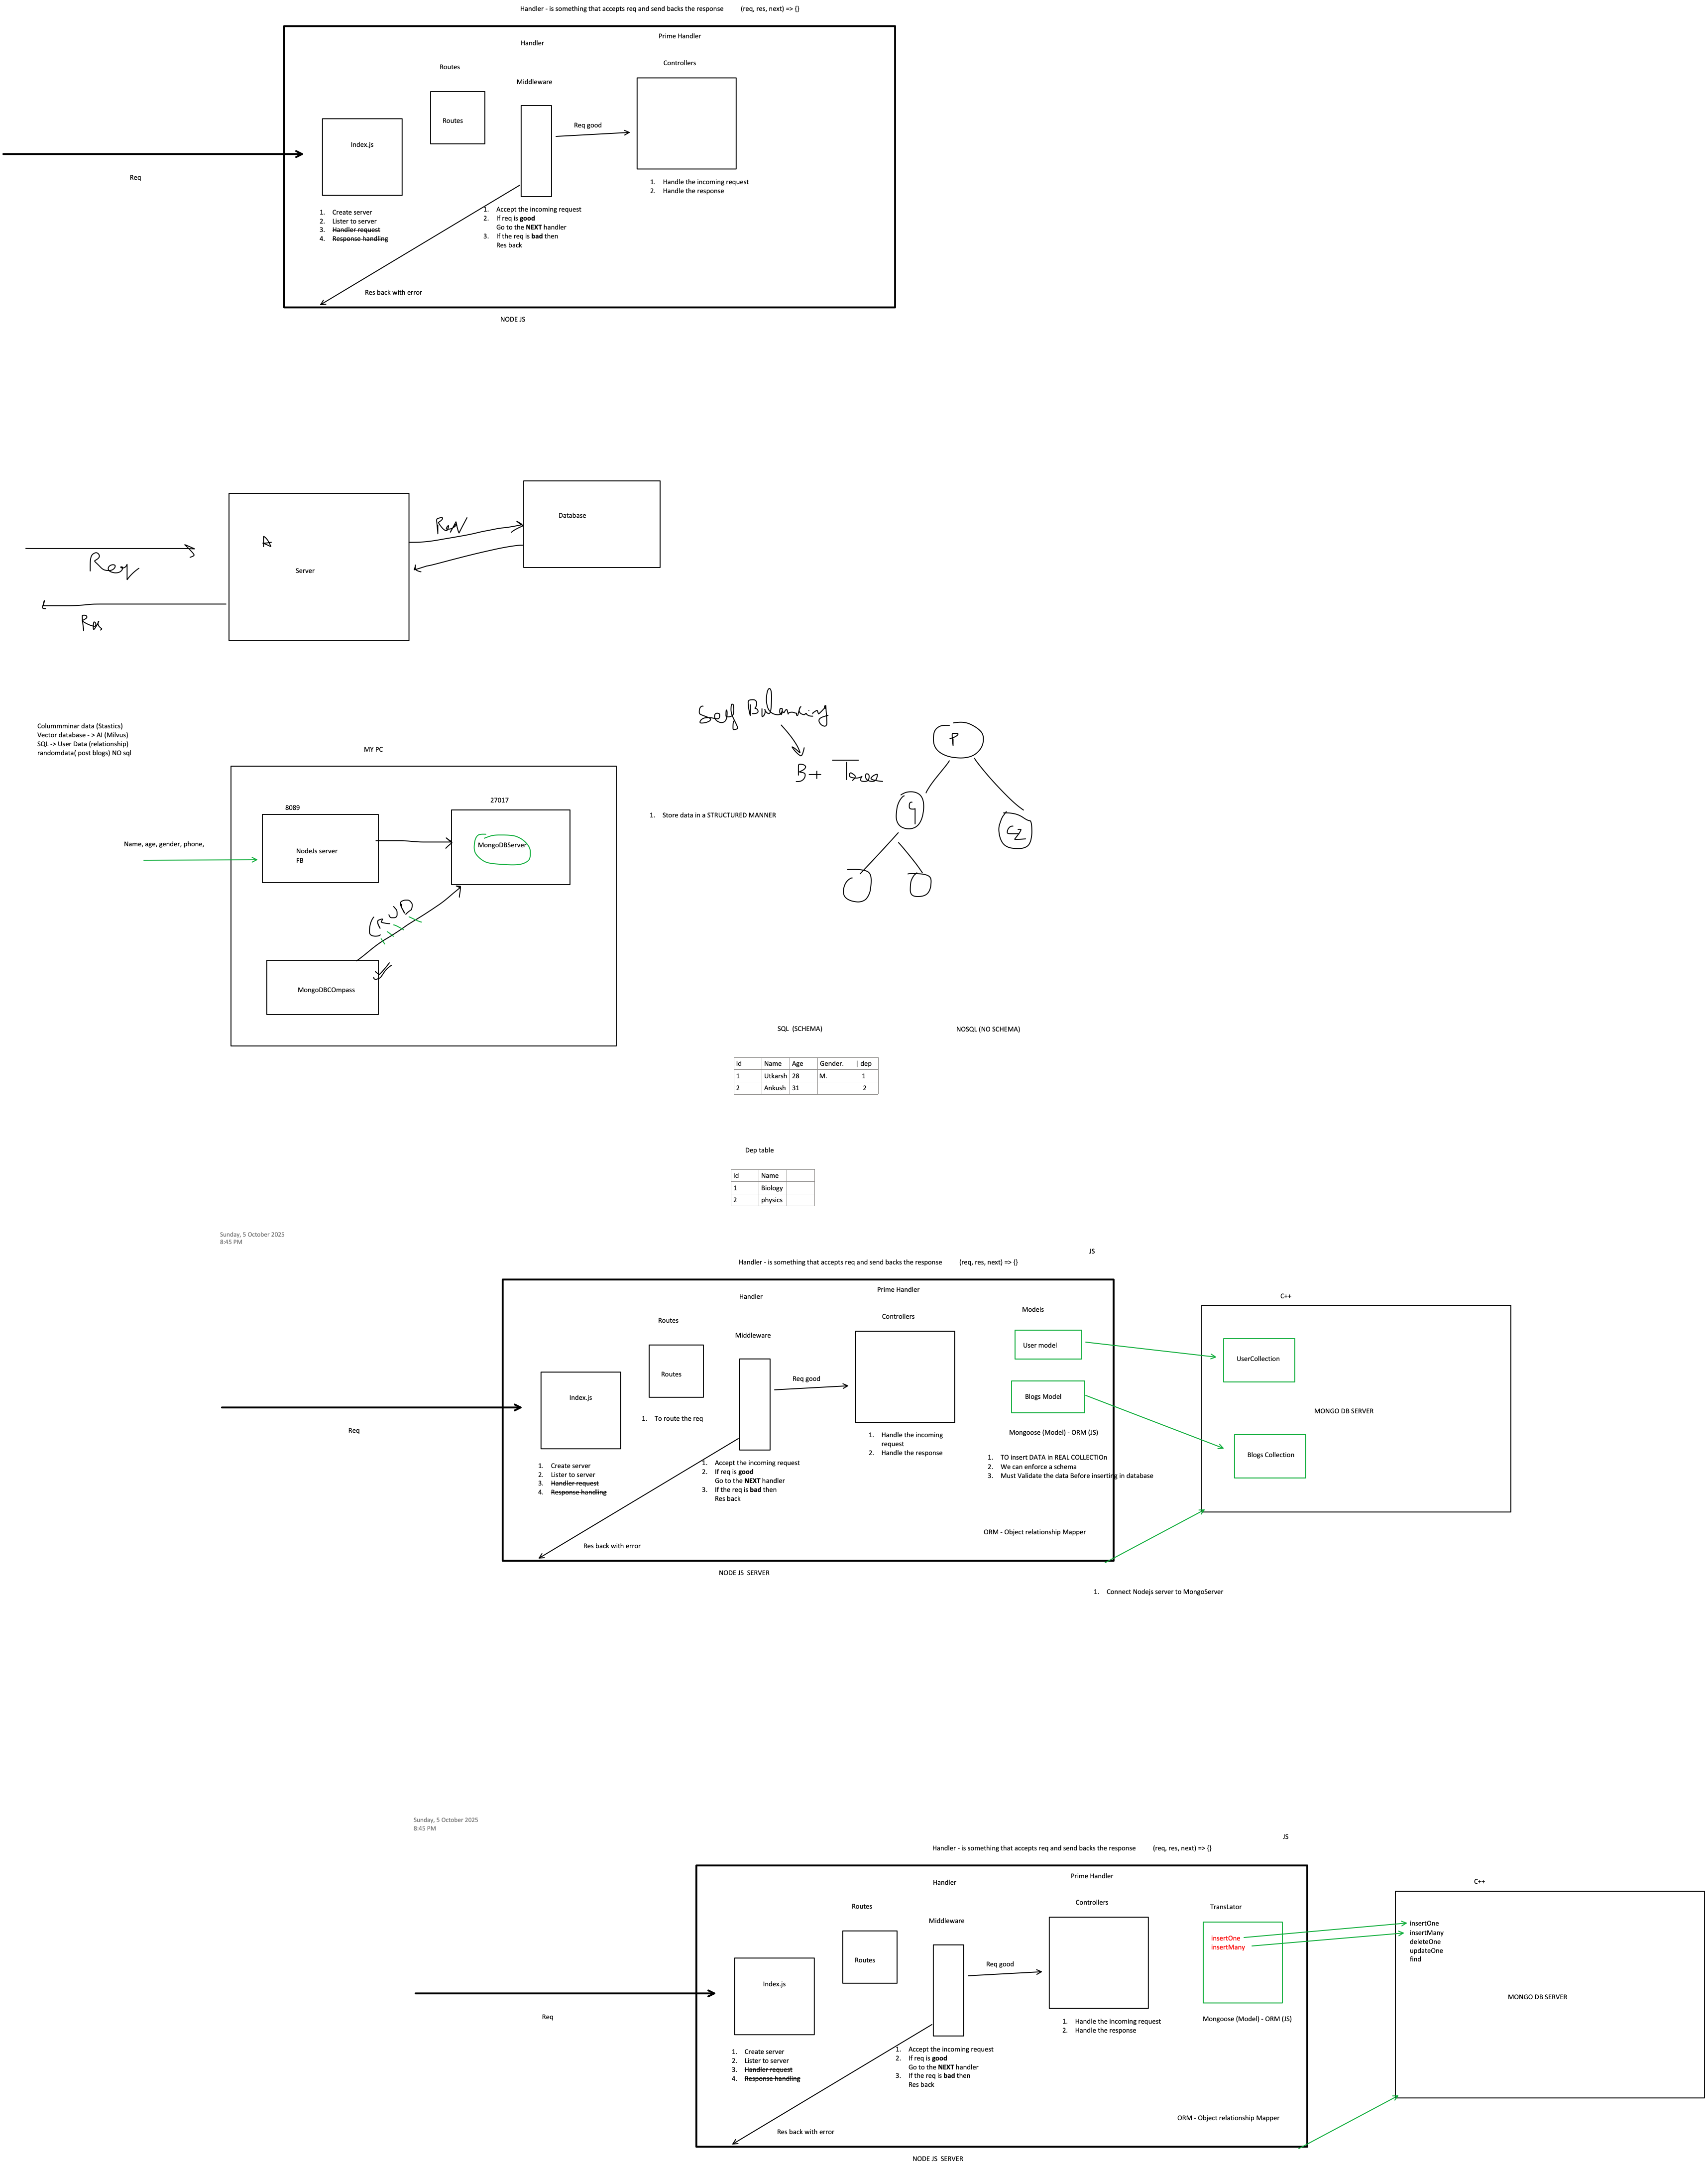 Handler - is something that accepts req and send backs the response (req, res, next) => {}
Prime Handler
Handler
Controllers
Routes
Middleware
Routes
Index.js
Req good
Req
1. Handle the incoming request
2. Handle the response
1. Create server
2. Lister to server
3. Handler request
4. Response handling
1. Accept the incoming request
2. If req is good
Go to the NEXT handler
3. If the req is bad then
Res back
Res back with error
NODE JS
Database
Server
Req
Res
Self Balancing
B+ Tree
P
Colummminar data (Stastics)
Vector database - > AI (Milvus)
SQL -> User Data (relationship)
randomdata( post blogs) NO sql
MY PC
8089
27017
1. Store data in a STRUCTURED MANNER
Name, age, gender, phone,
NodeJs server
FB
MongoDBServer
CRUD
MongoDBCOmpass
SQL (SCHEMA)
NOSQL (NO SCHEMA)
Id Name Age Gender. | dep
1 Utkarsh 28 M. 1
2 Ankush 31 2
Dep table
Id Name
1 Biology
2 physics
Sunday, 5 October 2025
8:45 PM
JS
Handler - is something that accepts req and send backs the response (req, res, next) => {}
Prime Handler
Handler
C++
Models
Controllers
Routes
Middleware
User model
UserCollection
Routes
Req good
Index.js
Blogs Model
MONGO DB SERVER
1. To route the req
Req
Mongoose (Model) - ORM (JS)
1. Handle the incoming
request
2. Handle the response
Blogs Collection
1. TO insert DATA in REAL COLLECTIOn
2. We can enforce a schema
3. Must Validate the data Before inserting in database
1. Create server
2. Lister to server
3. Handler request
4. Response handling
1. Accept the incoming request
2. If req is good
Go to the NEXT handler
3. If the req is bad then
Res back
ORM - Object relationship Mapper
Res back with error
NODE JS SERVER
1. Connect Nodejs server to MongoServer
Sunday, 5 October 2025
8:45 PM
JS
Handler - is something that accepts req and send backs the response (req, res, next) => {}
Prime Handler
Handler
C++
Controllers
Routes
TransLator
Middleware
insertOne
insertMany
insertOne
insertMany
deleteOne
updateOne
find
Routes
Req good
Index.js
MONGO DB SERVER
Req
Mongoose (Model) - ORM (JS)
1. Handle the incoming request
2. Handle the response
1. Create server
2. Lister to server
3. Handler request
4. Response handling
1. Accept the incoming request
2. If req is good
Go to the NEXT handler
3. If the req is bad then
Res back
ORM - Object relationship Mapper
Res back with error
NODE JS SERVER